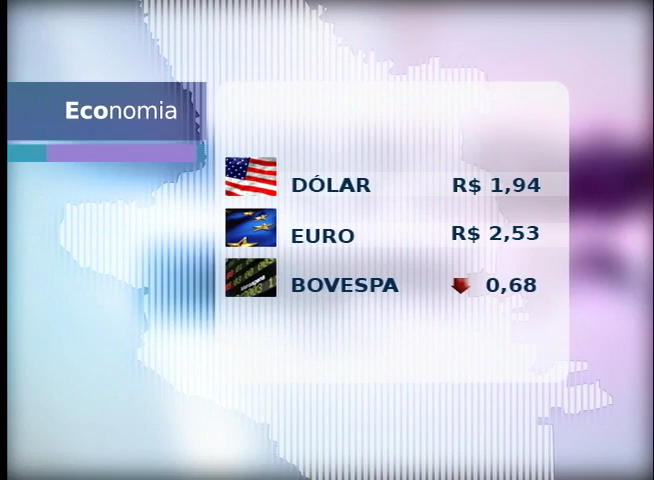 Economia
DÓLAR R$ 1,94
EURO R$ 2,53
BOVESPA 0,68